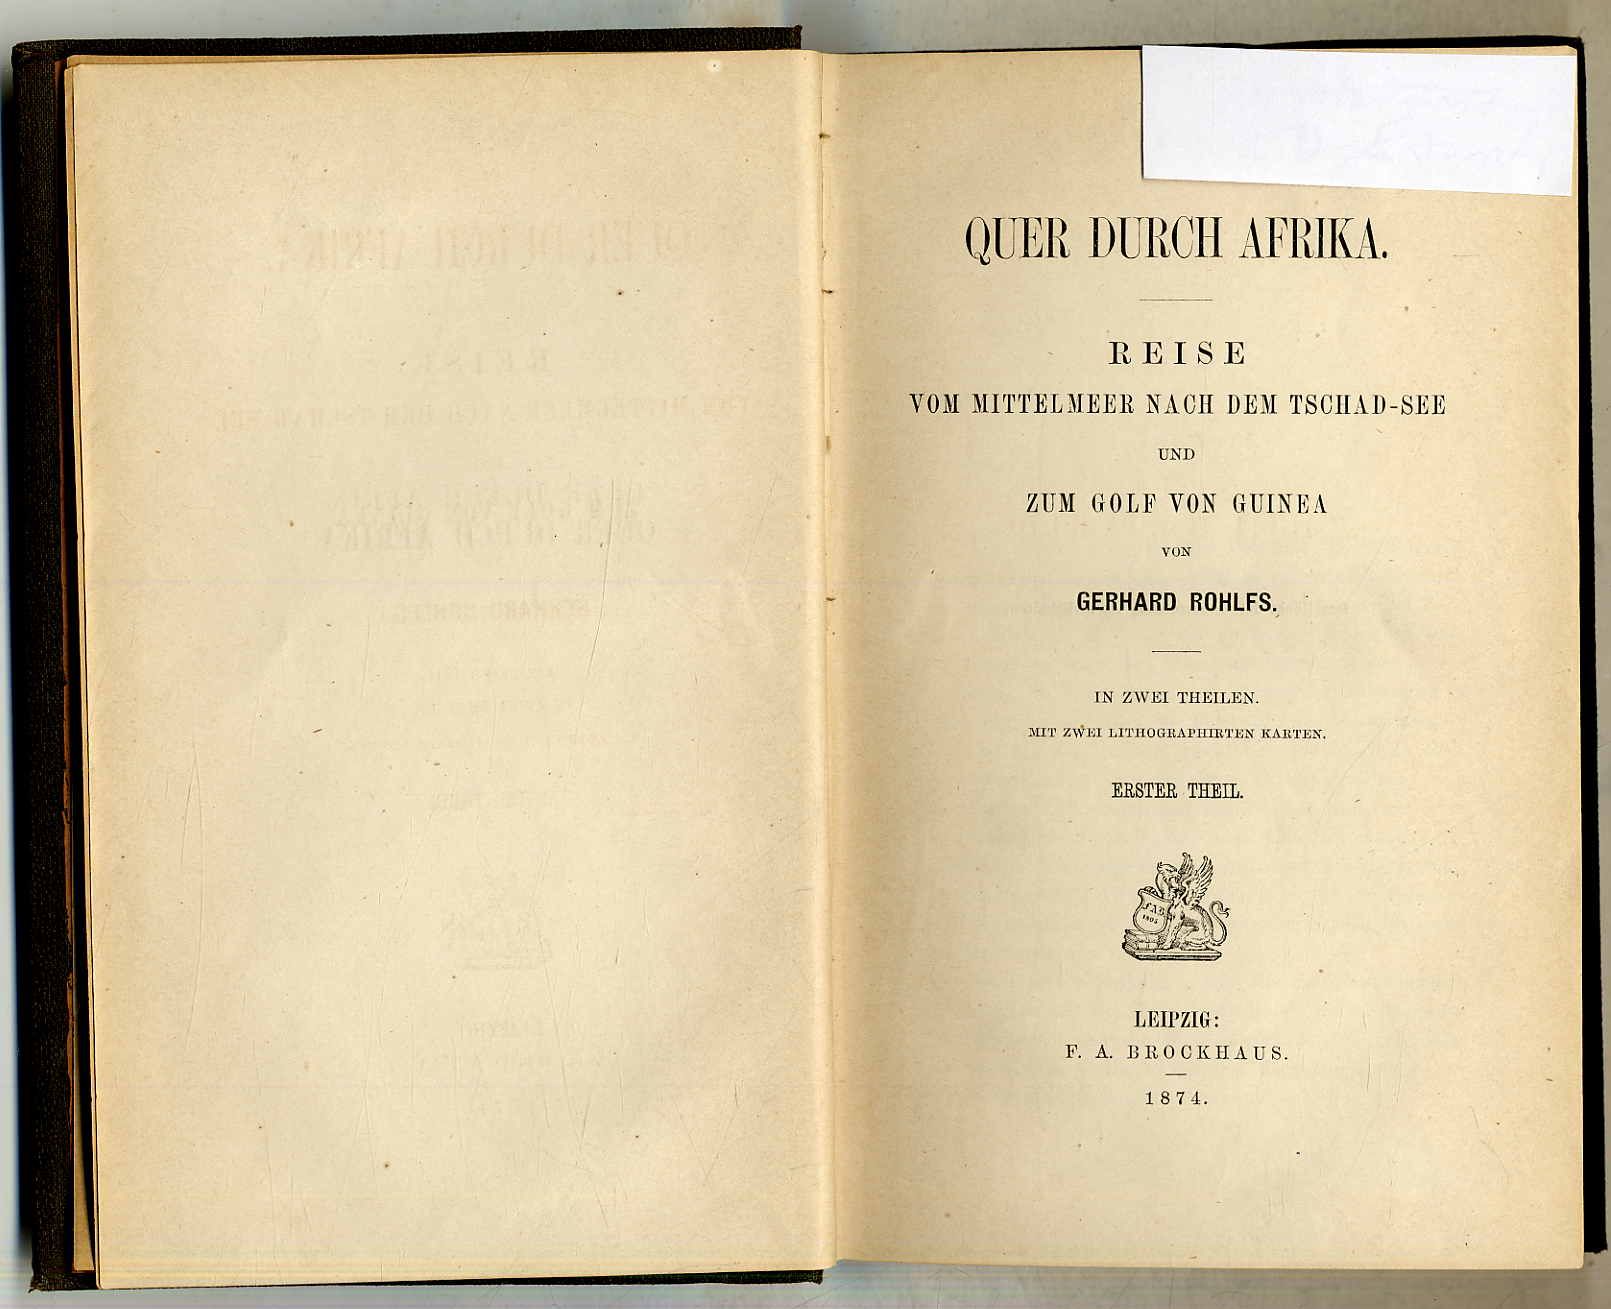 QUER DURCH AFRIKA.
REISE
VOM MITTELMEER NACH DEM TSCHAD-SEE
UND
ZUM GOLF VON GUINEA
VON
GERHARD ROHLFS.
IN ZWEI THEILEN.
MIT ZWEI LITHOGRAPHIRTEN KARTEN.
ERSTER THEIL.
F.A.B.
1805
LEIPZIG:
F. A. BROCKHAUS.
1874.